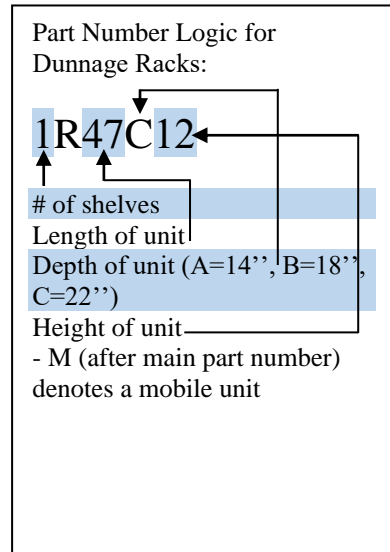 Part Number Logic for
Dunnage Racks:
1R47C12
# of shelves
Length of unit
Depth of unit (A=14’’, B=18’’,
C=22’’)
Height of unit
- M (after main part number)
denotes a mobile unit